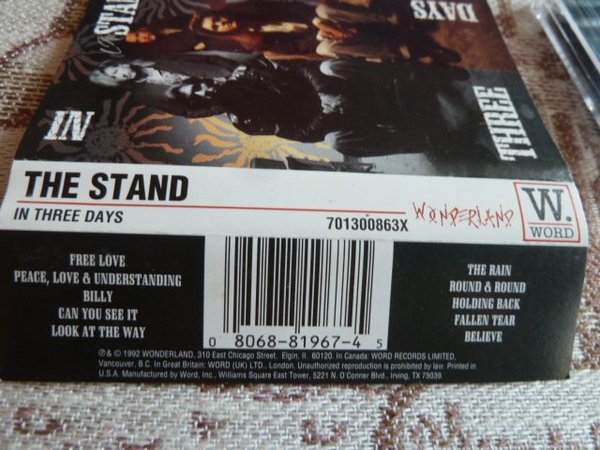 STAN
DAYS
IN
THREE
THE STAND
IN THREE DAYS
701300863X
WONDERLAND
W.
WORD
FREE LOVE
PEACE, LOVE & UNDERSTANDING
BILLY
CAN YOU SEE IT
LOOK AT THE WAY
0 8068-81967-4 5
THE RAIN
ROUND & ROUND
HOLDING BACK
FALLEN TEAR
BELIEVE
℗& © 1992 WONDERLAND, 310 East Chicago Street, Elgin, Il. 60120. In Canada: WORD RECORDS LIMITED,
Vancouver, B.C. In Great Britain: WORD (UK) LTD., London. Unauthorized reproduction is prohibited by law. Printed in
U.S.A. Manufactured by Word, Inc., Williams Square East Tower, 5221 N. O'Conner Blvd., Irving, TX 75039.